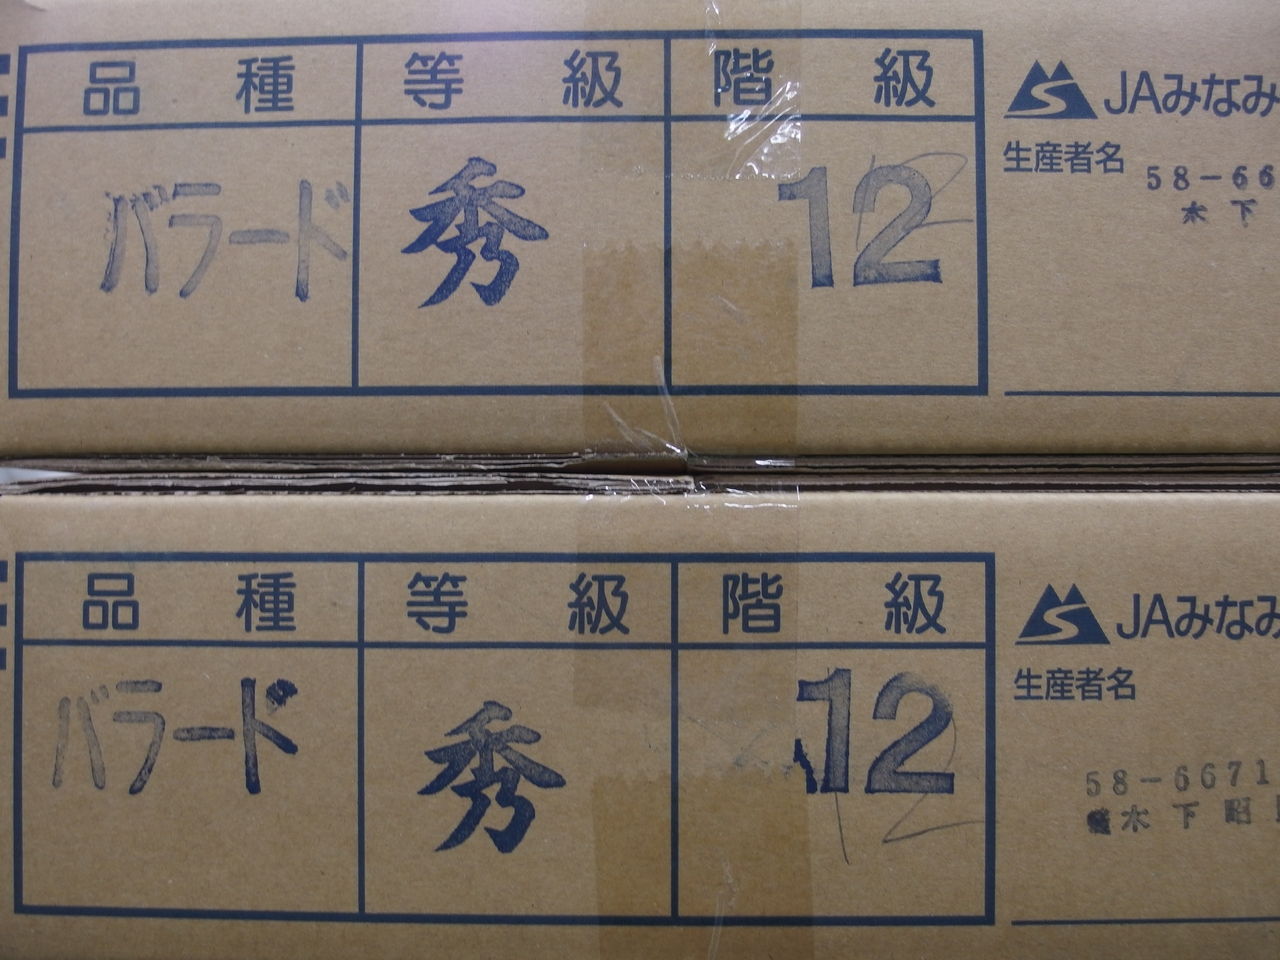 品種 等級 階級
バラード 秀 12
JAみなみ
生産者名
58-66
木下
品種 等級 階級
バラード 秀 12
JAみなみ
生産者名
58-6671
木下昭